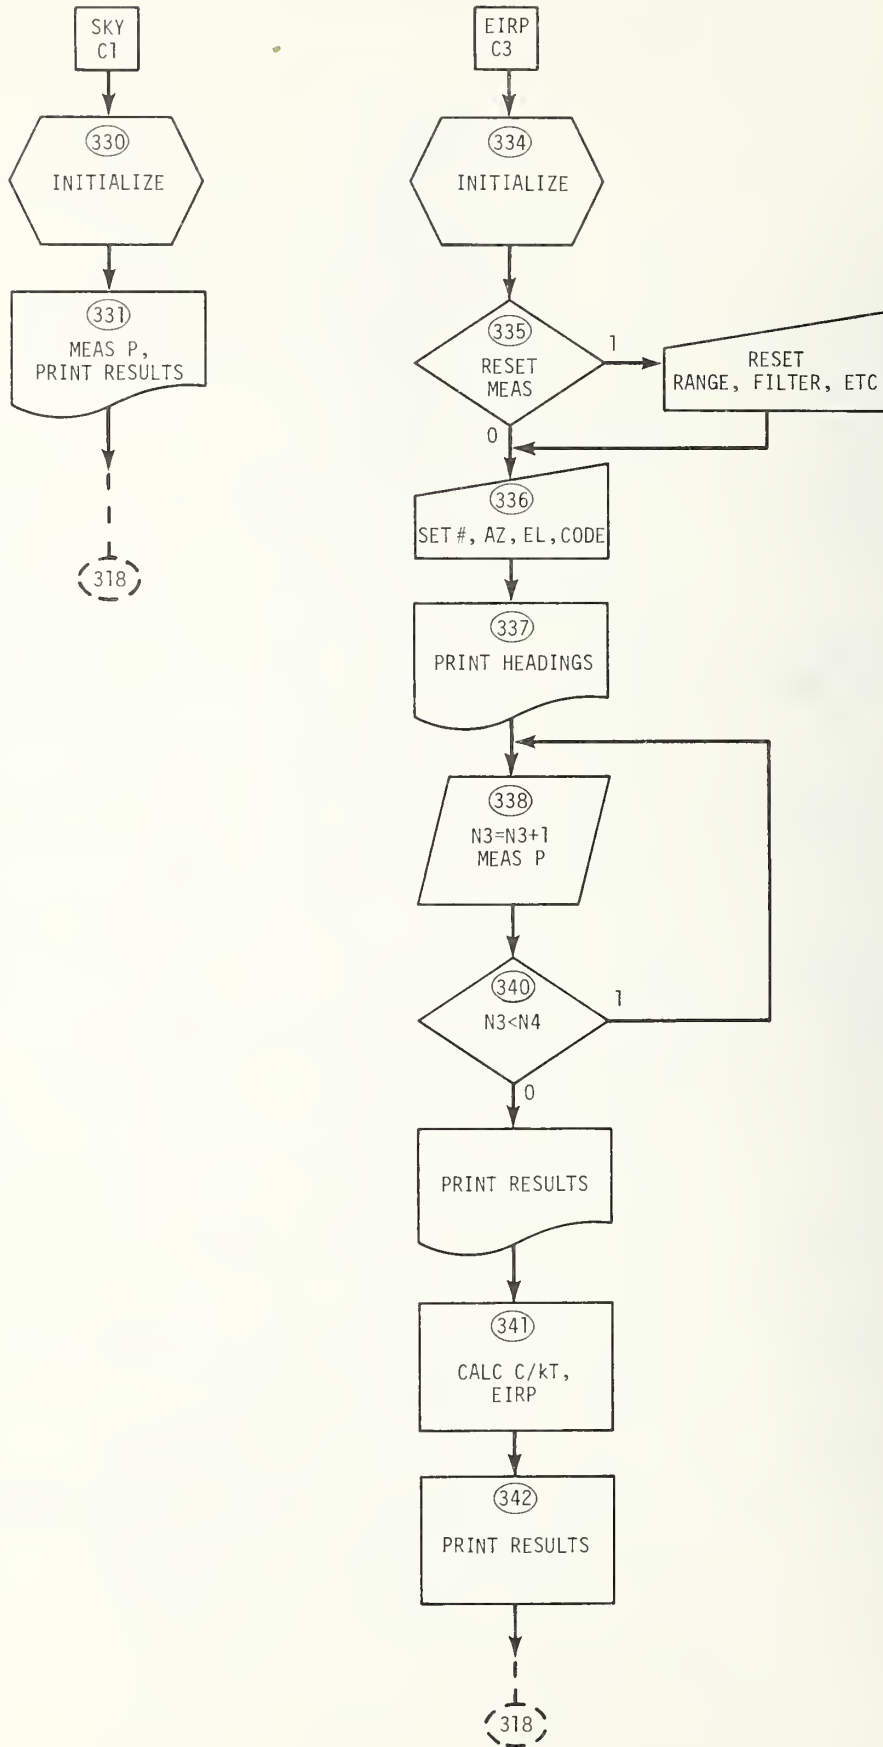 SKY
C1
330
INITIALIZE
331
MEAS P,
PRINT RESULTS
318
EIRP
C3
334
INITIALIZE
335
RESET
MEAS
1
0
RESET
RANGE, FILTER, ETC
336
SET #, AZ, EL, CODE
337
PRINT HEADINGS
338
N3=N3+1
MEAS P
340
N3<N4
1
0
PRINT RESULTS
341
CALC C/kT,
EIRP
342
PRINT RESULTS
318